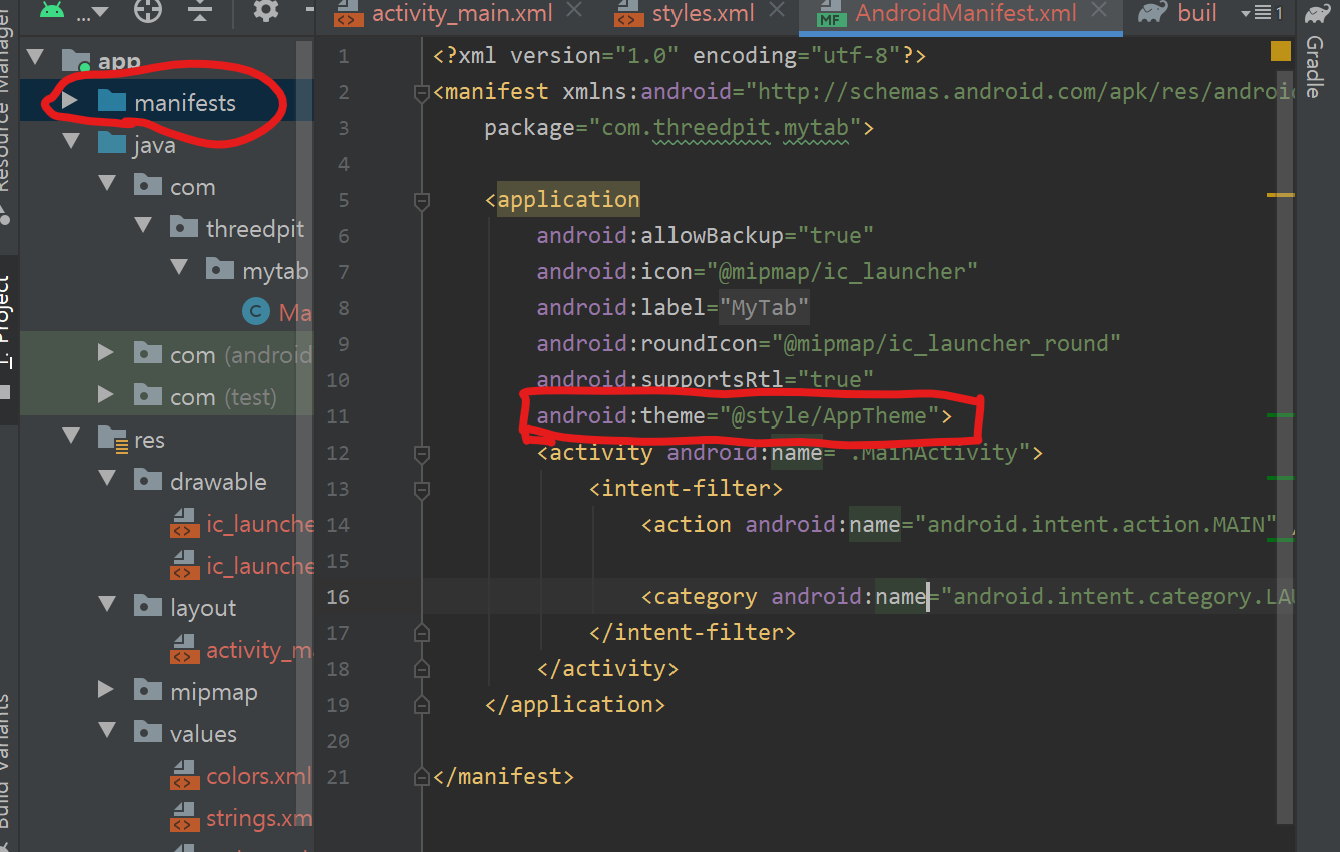 ...
activity_main.xml
styles.xml
MF AndroidManifest.xml
buil
1
Resource Manager
1: Project
Build Variants
Gradle
app
manifests
java
com
threedpit
mytab
C Ma
com (android
com (test)
res
drawable
ic_launche
ic_launche
layout
activity_ma
mipmap
values
colors.xml
strings.xm
1 <?xml version="1.0" encoding="utf-8"?>
2 <manifest xmlns:android="http://schemas.android.com/apk/res/androi
3 package="com.threedpit.mytab">
4
5 <application
6 android:allowBackup="true"
7 android:icon="@mipmap/ic_launcher"
8 android:label="MyTab"
9 android:roundIcon="@mipmap/ic_launcher_round"
10 android:supportsRtl="true"
11 android:theme="@style/AppTheme">
12 <activity android:name=".MainActivity">
13 <intent-filter>
14 <action android:name="android.intent.action.MAIN" /
15
16 <category android:name="android.intent.category.LAU
17 </intent-filter>
18 </activity>
19 </application>
20
21 </manifest>